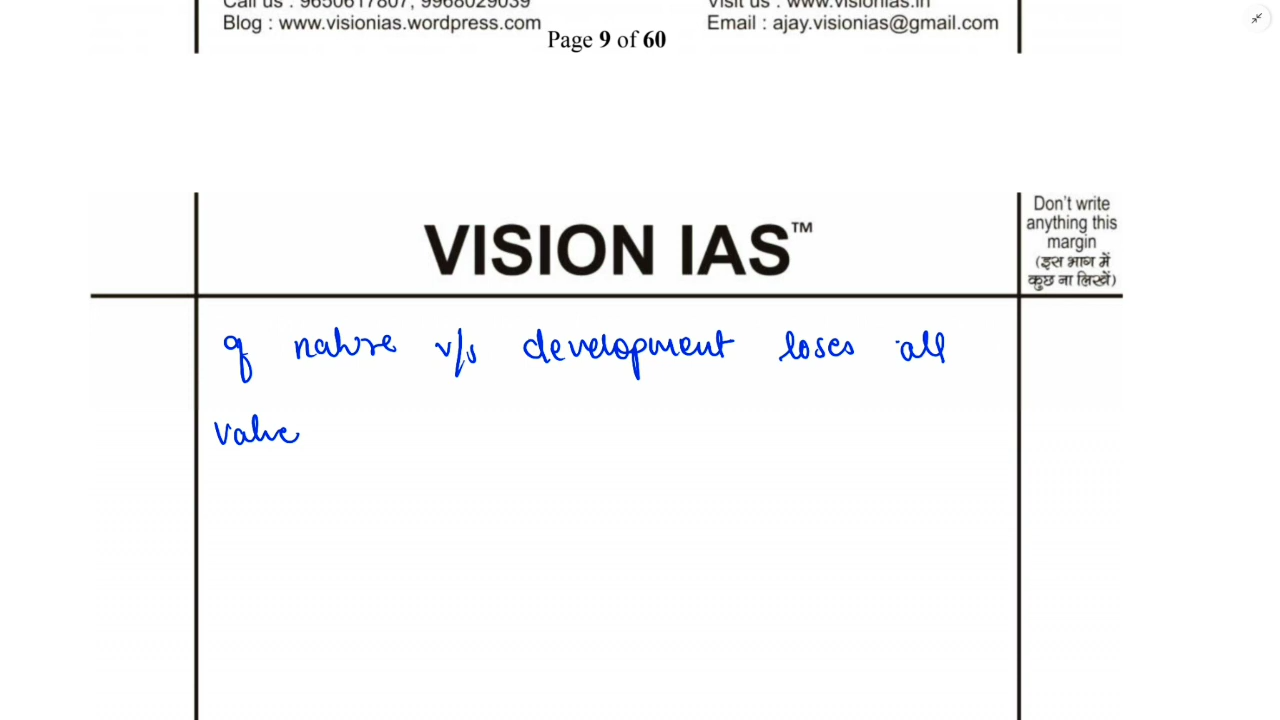 Call us : 9650617807, 9968029039 Visit us : www.visionias.in
Blog : www.visionias.wordpress.com Email : ajay.visionias@gmail.com
Page 9 of 60
VISION IAS™
Don't write
anything this
margin
(इस भाग में
कुछ ना लिखें)
of nature v/s development loses all
value